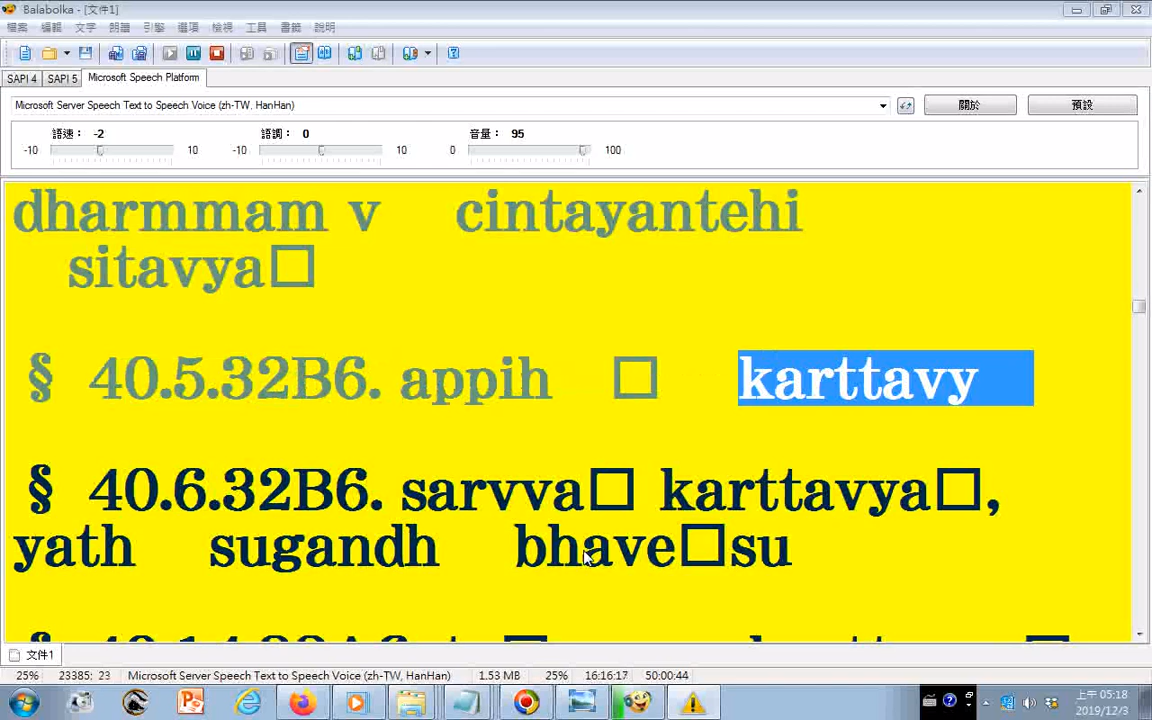 Balabolka - [文件1]
檔案 編輯 文字 朗讀 引擎 選項 檢視 工具 書籤 說明
SAPI 4 SAPI 5 Microsoft Speech Platform
Microsoft Server Speech Text to Speech Voice (zh-TW, HanHan) 關於 預設
語速： -2 語調： 0 音量： 95
-10 10 -10 10 0 100
dharmmam v cintayantehi
sitavya□
§ 40.5.32B6. appih □ karttavy
§ 40.6.32B6. sarvva□ karttavya□,
yath sugandh bhave□su
文件1
25% 23385: 23 Microsoft Server Speech Text to Speech Voice (zh-TW, HanHan) 1.53 MB 25% 16:16:17 50:00:44
上午 05:18
2019/12/3